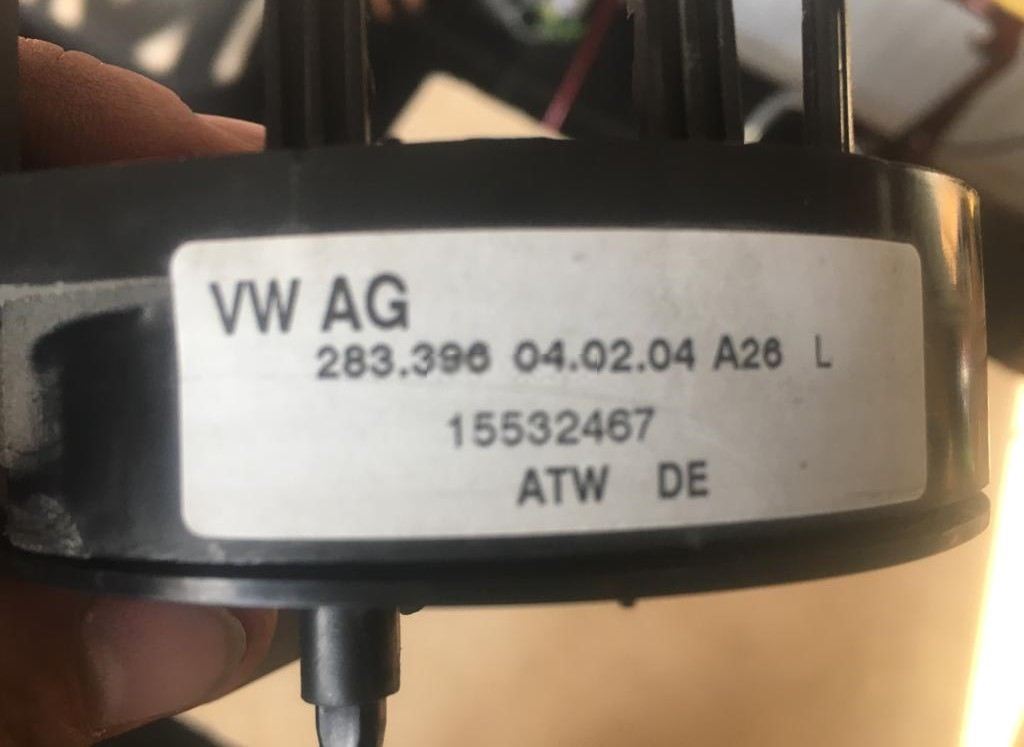 VW AG
283.396 04.02.04 A26 L
15532467
ATW DE